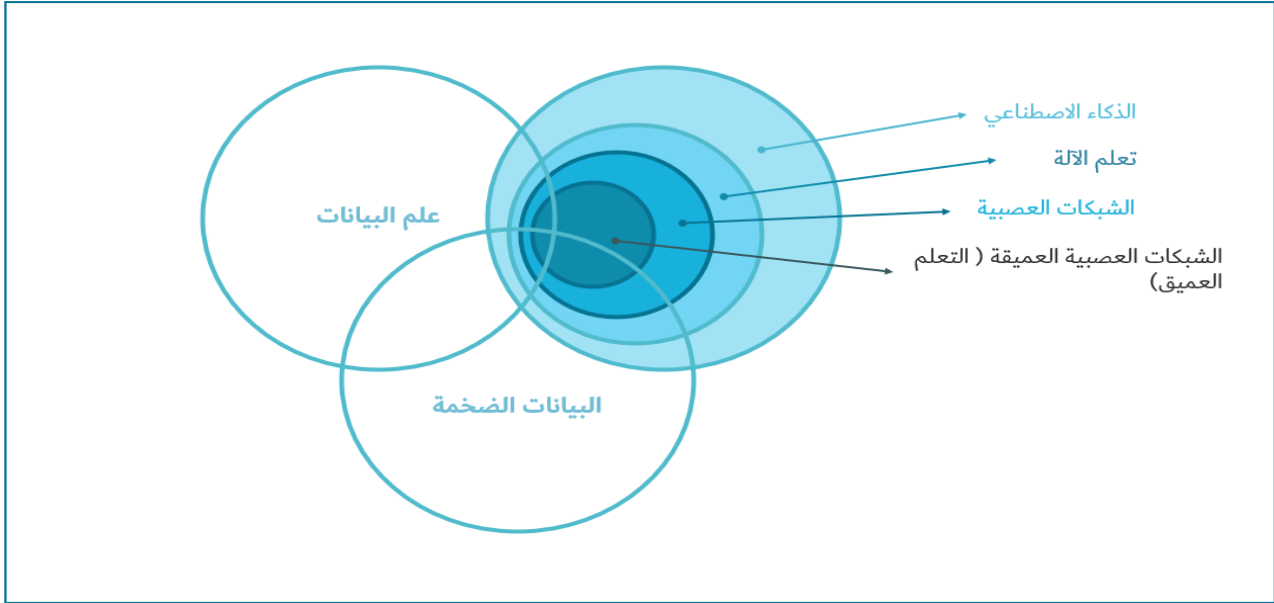 الذكاء الاصطناعي
تعلم الآلة
الشبكات العصبية
الشبكات العصبية العميقة ( التعلم
العميق)
علم البيانات
البيانات الضخمة